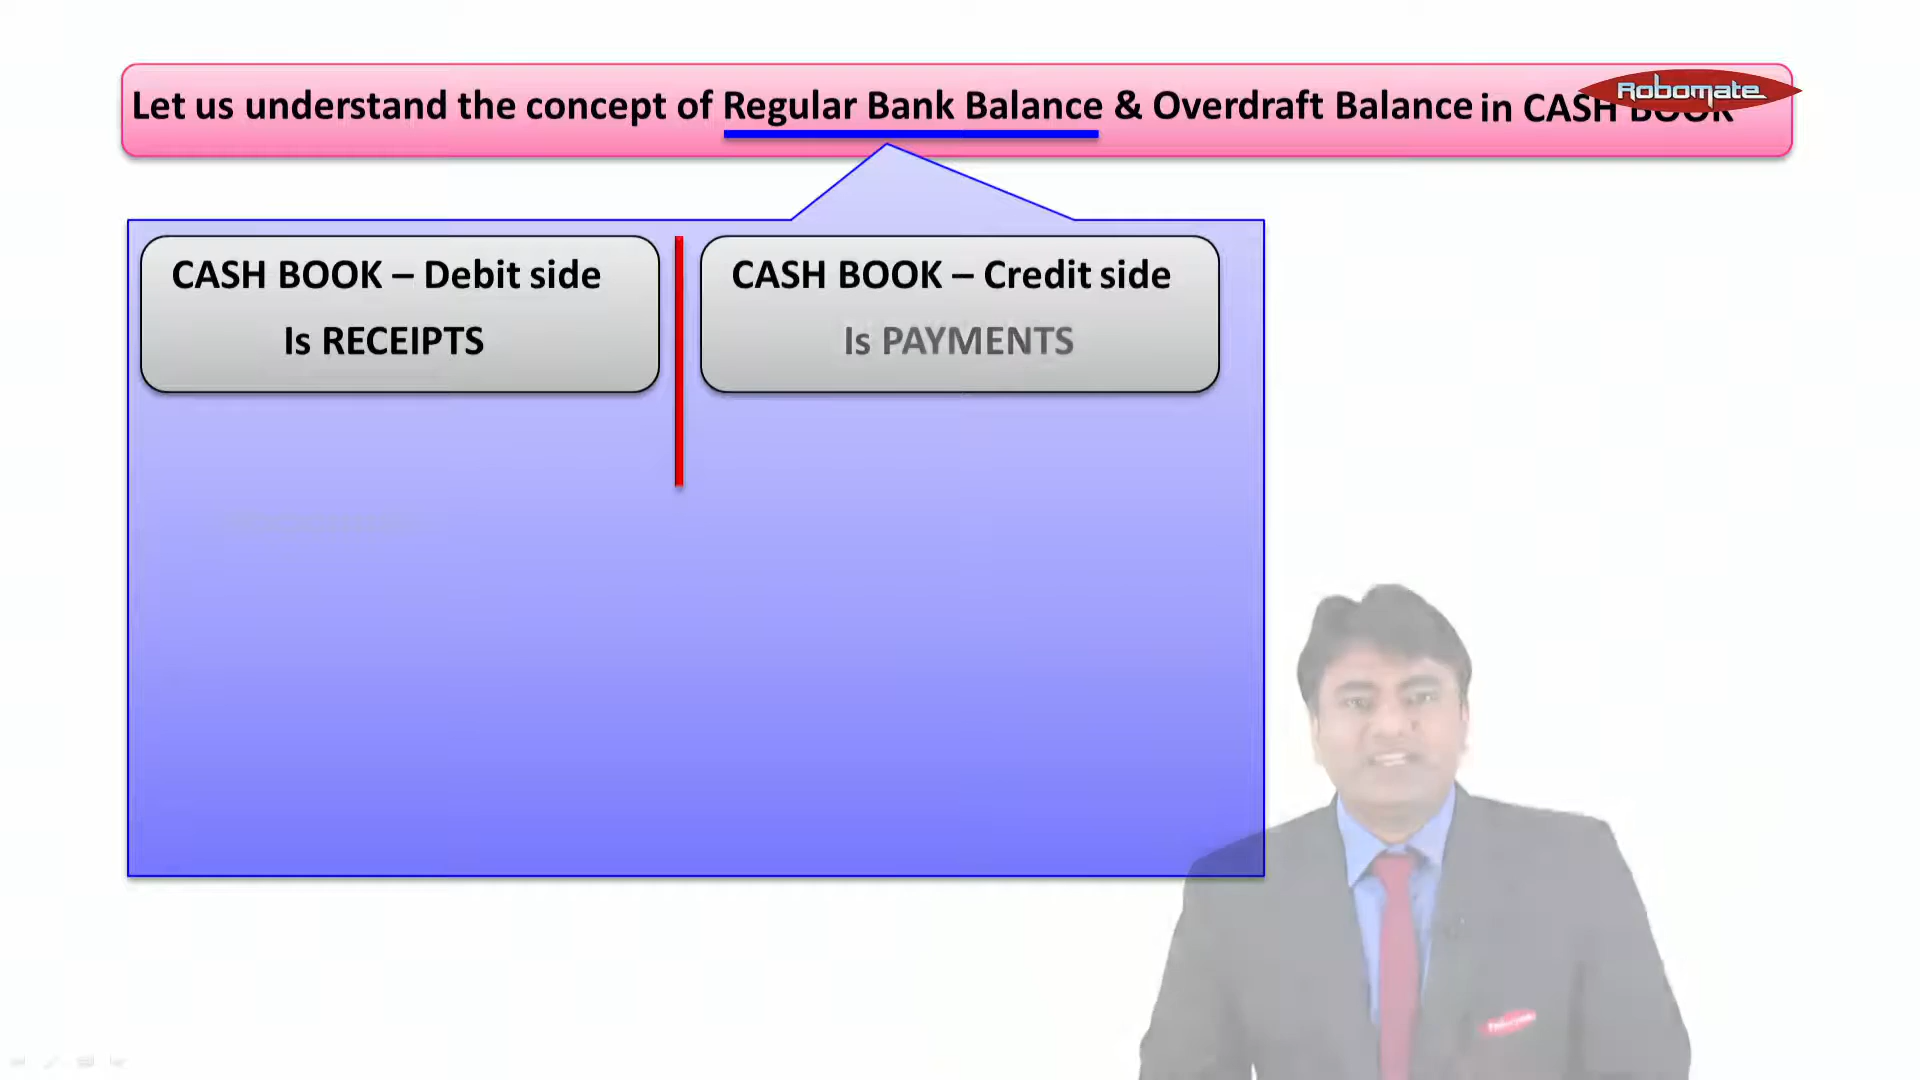 Let us understand the concept of Regular Bank Balance & Overdraft Balance in CASH BOOK
Robomate
CASH BOOK – Debit side
Is RECEIPTS
CASH BOOK – Credit side
Is PAYMENTS